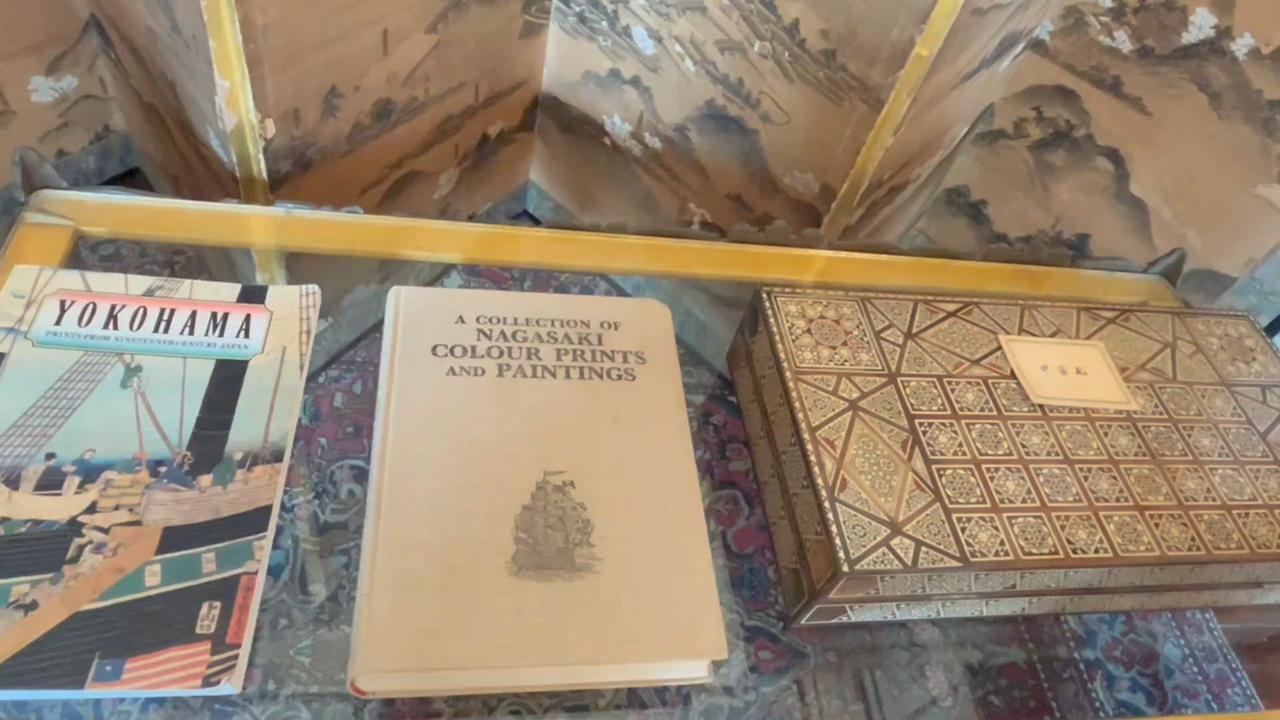 YOKOHAMA
PRINTS FROM NINETEENTH-CENTURY JAPAN
A COLLECTION OF
NAGASAKI
COLOUR PRINTS
AND PAINTINGS